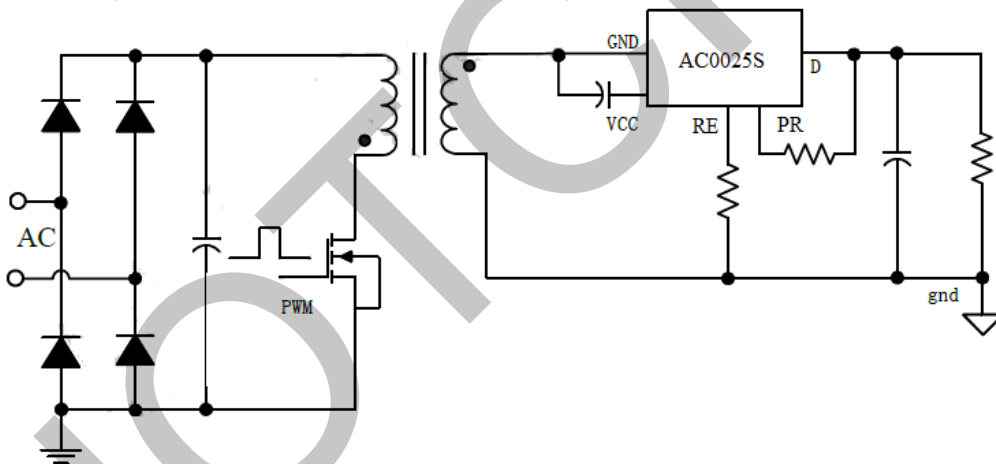 GND
AC0025S
D
VCC
RE
PR
AC
PWM
gnd